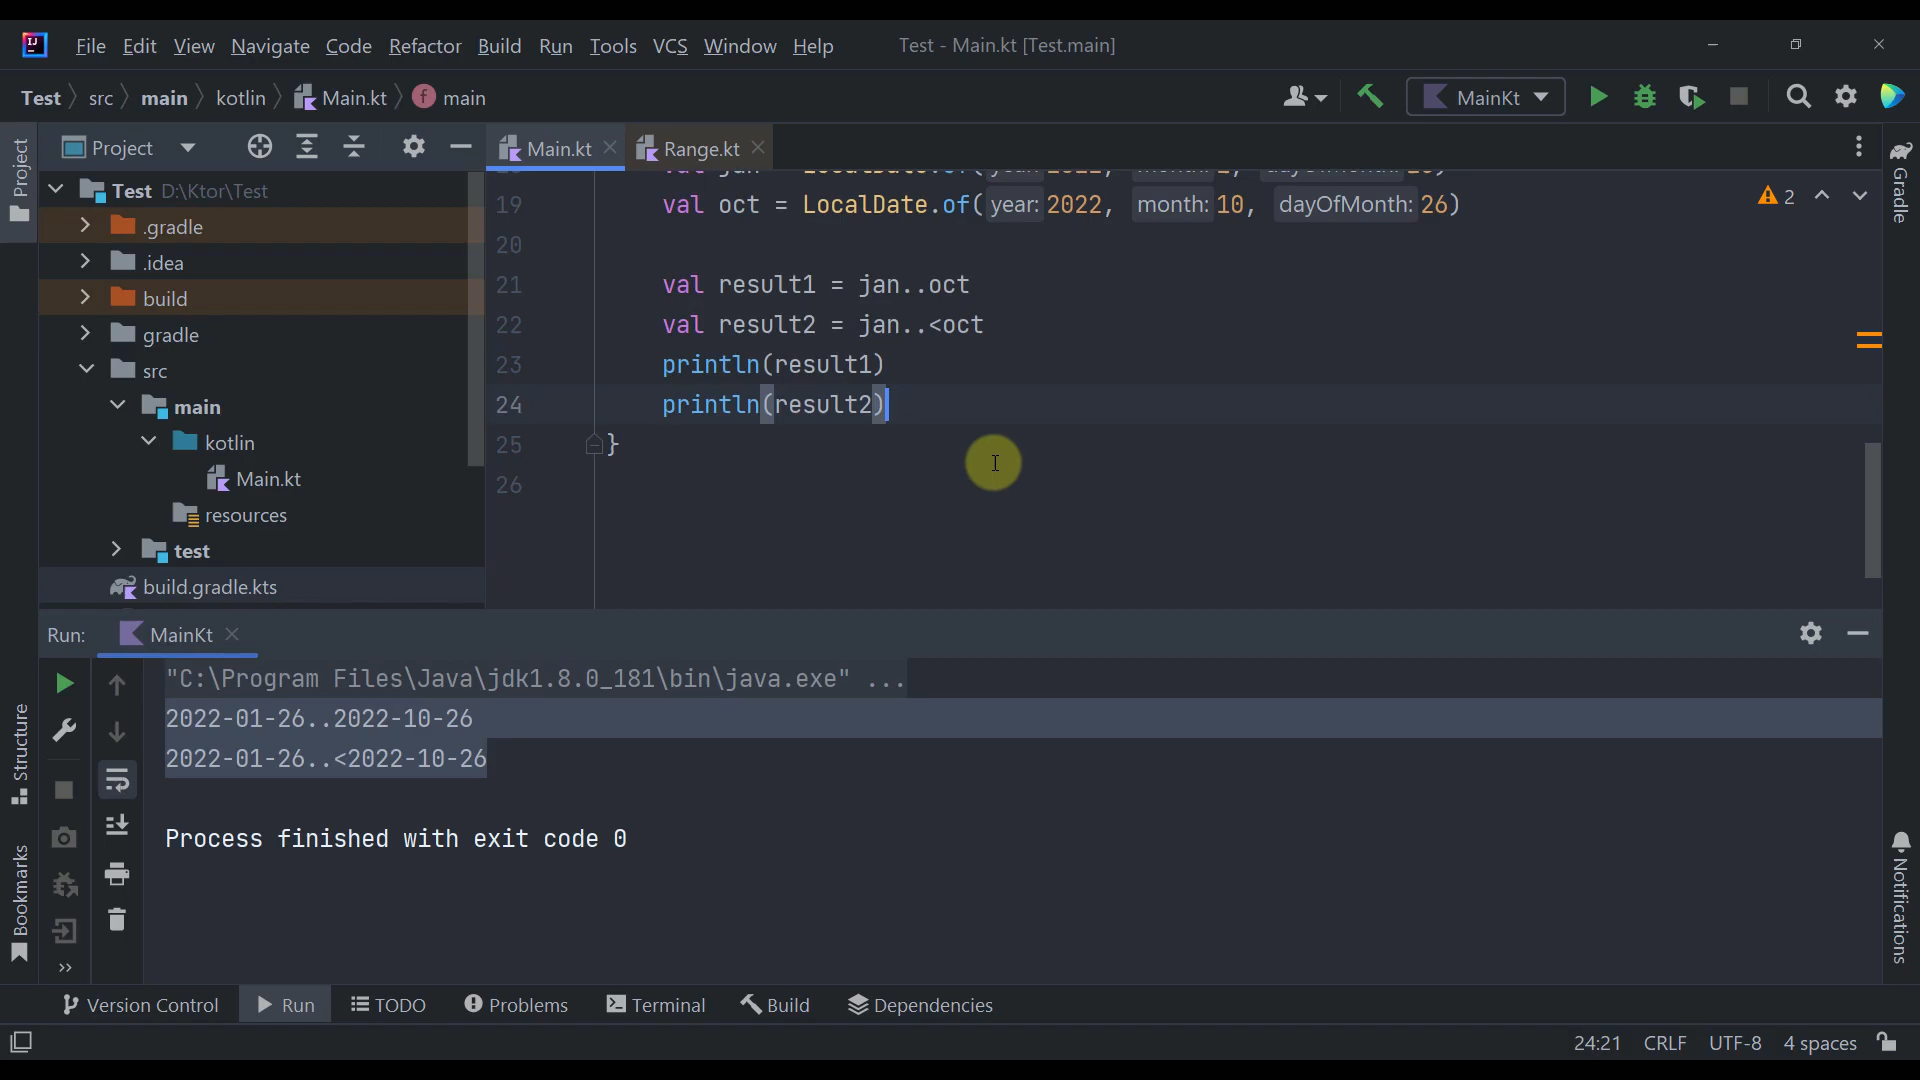 File Edit View Navigate Code Refactor Build Run Tools VCS Window Help Test - Main.kt [Test.main]
Test src main kotlin Main.kt f main MainKt
Project
Main.kt Range.kt
Test D:\Ktor\Test
.gradle
.idea
build
gradle
src
main
kotlin
Main.kt
resources
test
build.gradle.kts
19 val oct = LocalDate.of( year: 2022, month: 10, dayOfMonth: 26)
20
21 val result1 = jan..oct
22 val result2 = jan..<oct
23 println(result1)
24 println(result2)
25 }
26
2
Project
Structure
Bookmarks
Gradle
Notifications
Run: MainKt
"C:\Program Files\Java\jdk1.8.0_181\bin\java.exe" ...
2022-01-26..2022-10-26
2022-01-26..<2022-10-26
Process finished with exit code 0
Version Control Run TODO Problems Terminal Build Dependencies
24:21 CRLF UTF-8 4 spaces